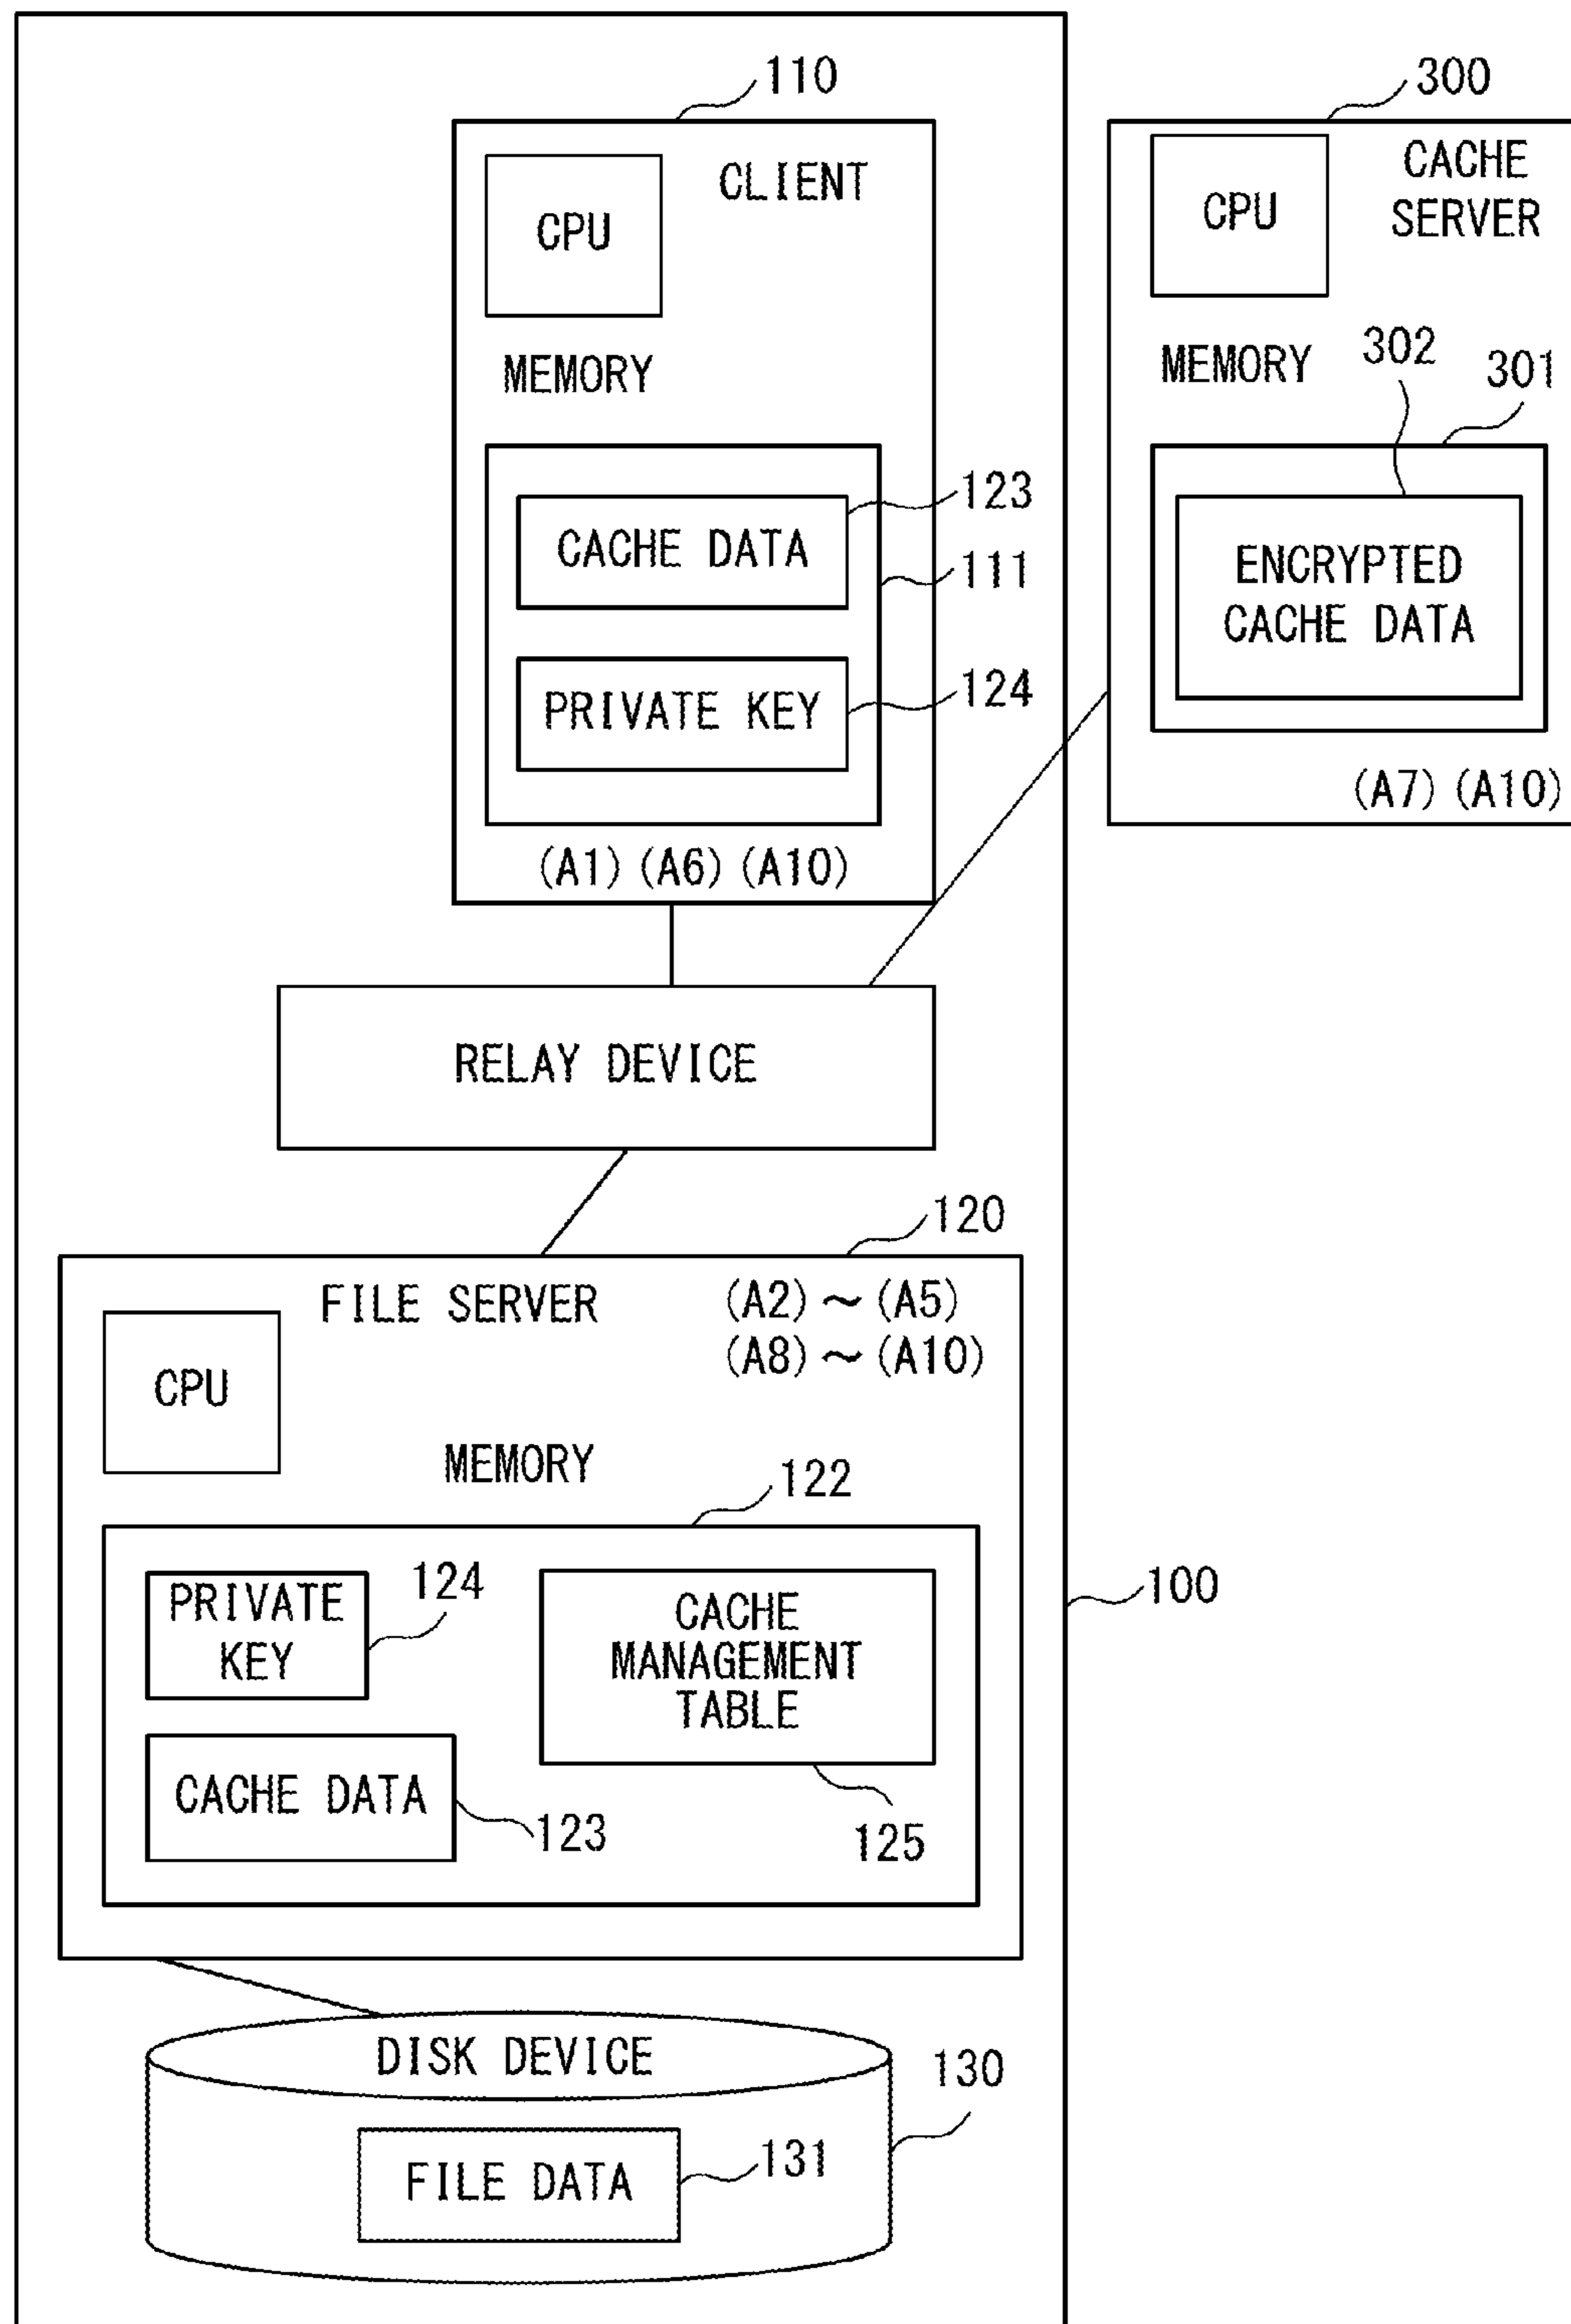 110
CLIENT
CPU
MEMORY
CACHE DATA
123
111
PRIVATE KEY
124
(A1) (A6) (A10)
300
CACHE
SERVER
CPU
MEMORY
302
301
ENCRYPTED
CACHE DATA
(A7) (A10)
RELAY DEVICE
120
FILE SERVER
(A2)~(A5)
(A8)~(A10)
CPU
MEMORY
122
PRIVATE
KEY
124
CACHE
MANAGEMENT
TABLE
125
CACHE DATA
123
100
DISK DEVICE
130
FILE DATA
131